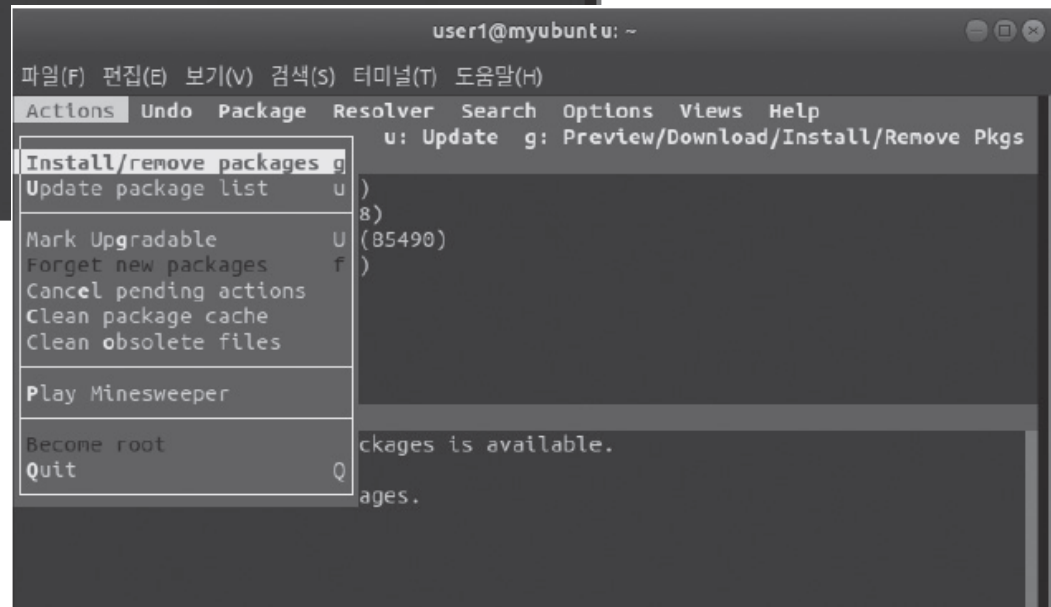 user1@myubuntu: ~
파일(F) 편집(E) 보기(V) 검색(S) 터미널(T) 도움말(H)
Actions Undo Package Resolver Search Options Views Help
u: Update g: Preview/Download/Install/Remove Pkgs
Install/remove packages g
Update package list u )
8)
Mark Upgradable U (85490)
Forget new packages f )
Cancel pending actions
Clean package cache
Clean obsolete files
Play Minesweeper
Become root ckages is available.
Quit Q
ages.